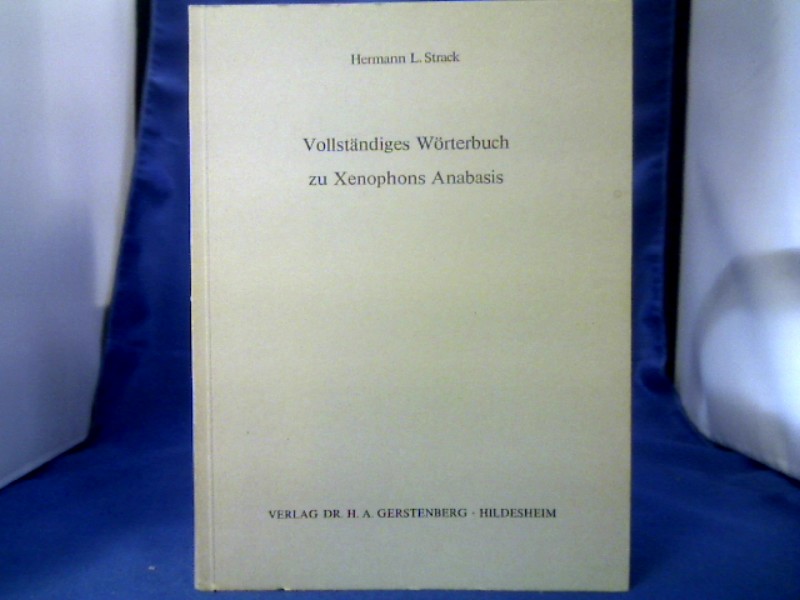 Hermann L. Strack
Vollständiges Wörterbuch
zu Xenophons Anabasis
VERLAG DR. H. A. GERSTENBERG · HILDESHEIM